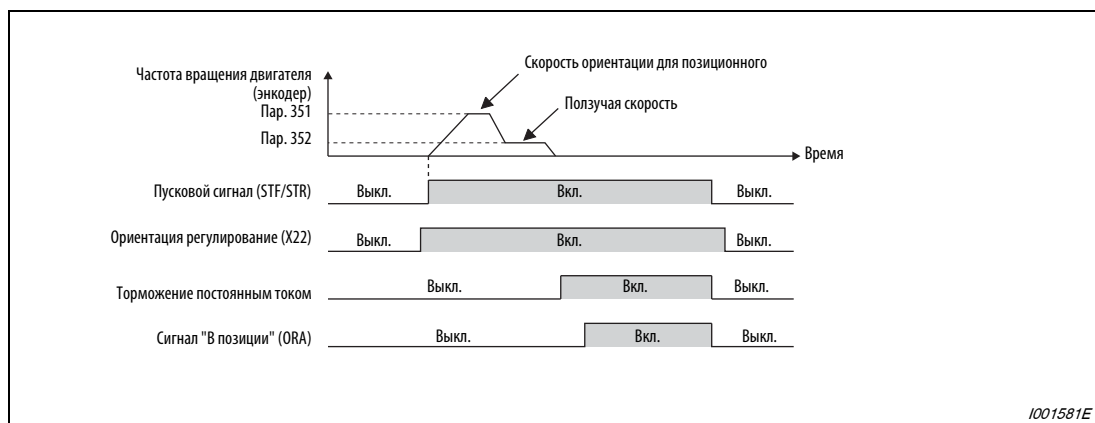 Скорость ориентации для позиционного
Частота вращения двигателя
(энкодер)
Ползучая скорость
Пар. 351
Пар. 352
Время
Пусковой сигнал (STF/STR) Выкл. Вкл. Выкл.
Ориентация регулирование (X22) Выкл. Вкл. Выкл.
Торможение постоянным током Выкл. Вкл. Выкл.
Сигнал "В позиции" (ORA) Выкл. Вкл. Выкл.
I001581E